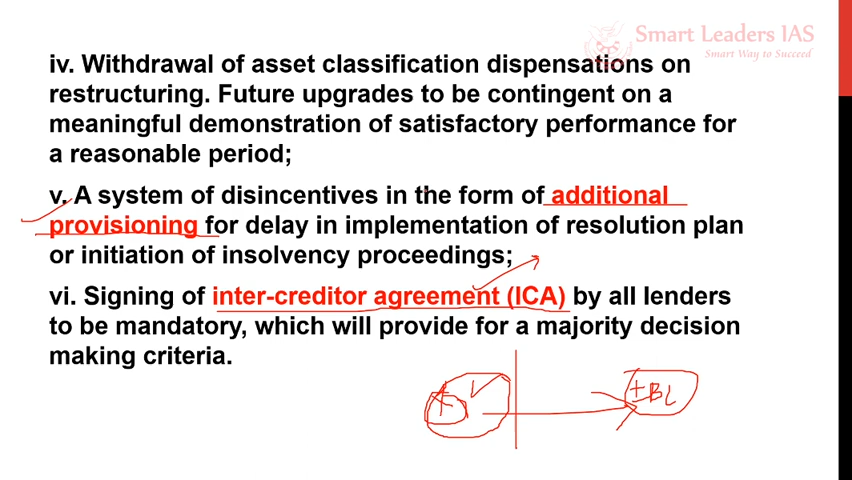 Smart Leaders IAS
Smart Way to Succeed
iv. Withdrawal of asset classification dispensations on
restructuring. Future upgrades to be contingent on a
meaningful demonstration of satisfactory performance for
a reasonable period;
v. A system of disincentives in the form of additional
provisioning for delay in implementation of resolution plan
or initiation of insolvency proceedings;
vi. Signing of inter-creditor agreement (ICA) by all lenders
to be mandatory, which will provide for a majority decision
making criteria.